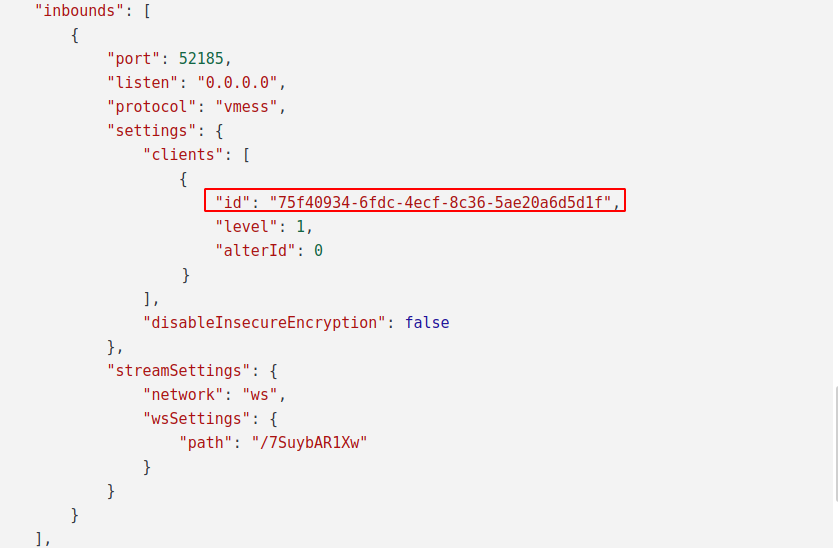 "inbounds": [
{
"port": 52185,
"listen": "0.0.0.0",
"protocol": "vmess",
"settings": {
"clients": [
{
"id": "75f40934-6fdc-4ecf-8c36-5ae20a6d5d1f",
"level": 1,
"alterId": 0
}
],
"disableInsecureEncryption": false
},
"streamSettings": {
"network": "ws",
"wsSettings": {
"path": "/7SuybAR1Xw"
}
}
}
],